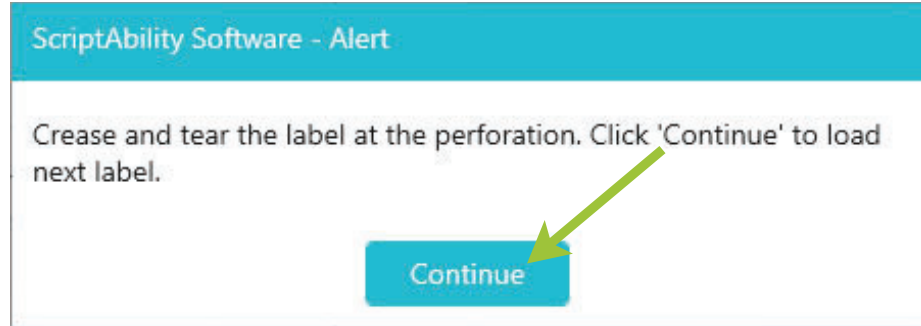 ScriptAbility Software - Alert
Crease and tear the label at the perforation. Click 'Continue' to load
next label.
Continue